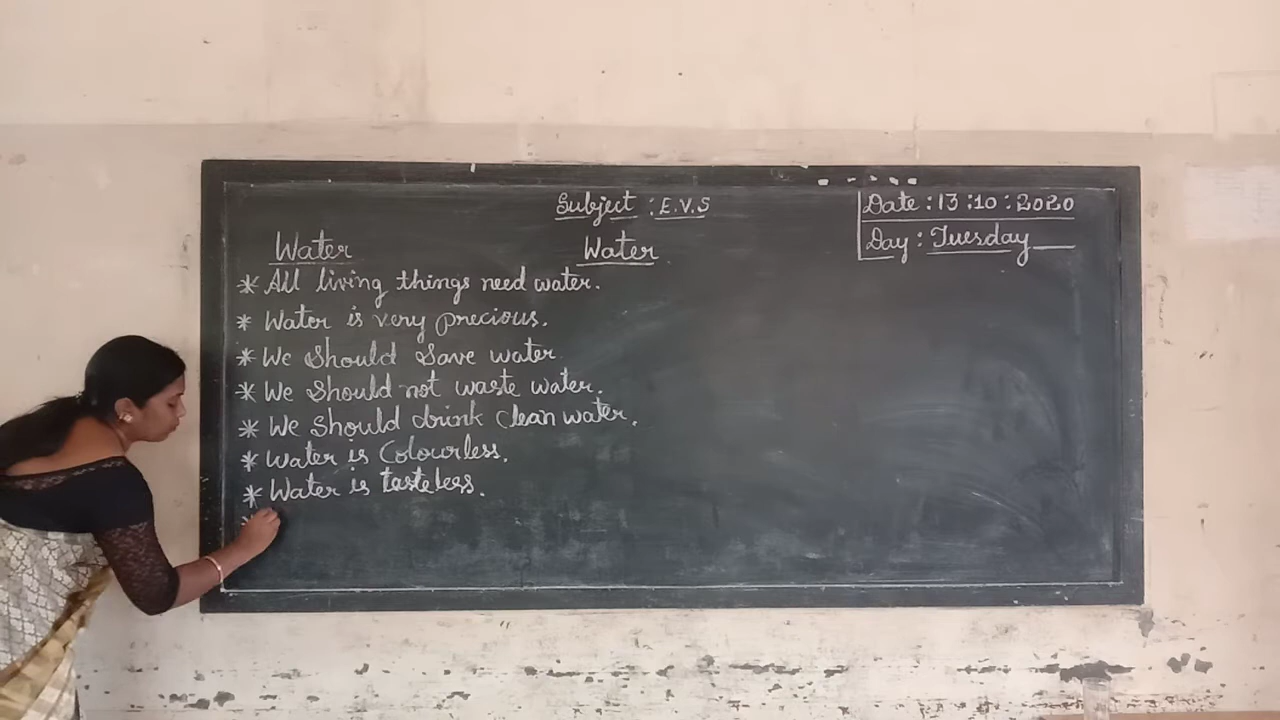 Subject : E.V.S
Date : 13 : 10 : 2020
Day : Tuesday
Water
Water
* All living things need water.
* Water is very precious.
* We should save water
* We should not waste water.
* We should drink clean water.
* Water is Colourless.
* Water is tasteless.
*